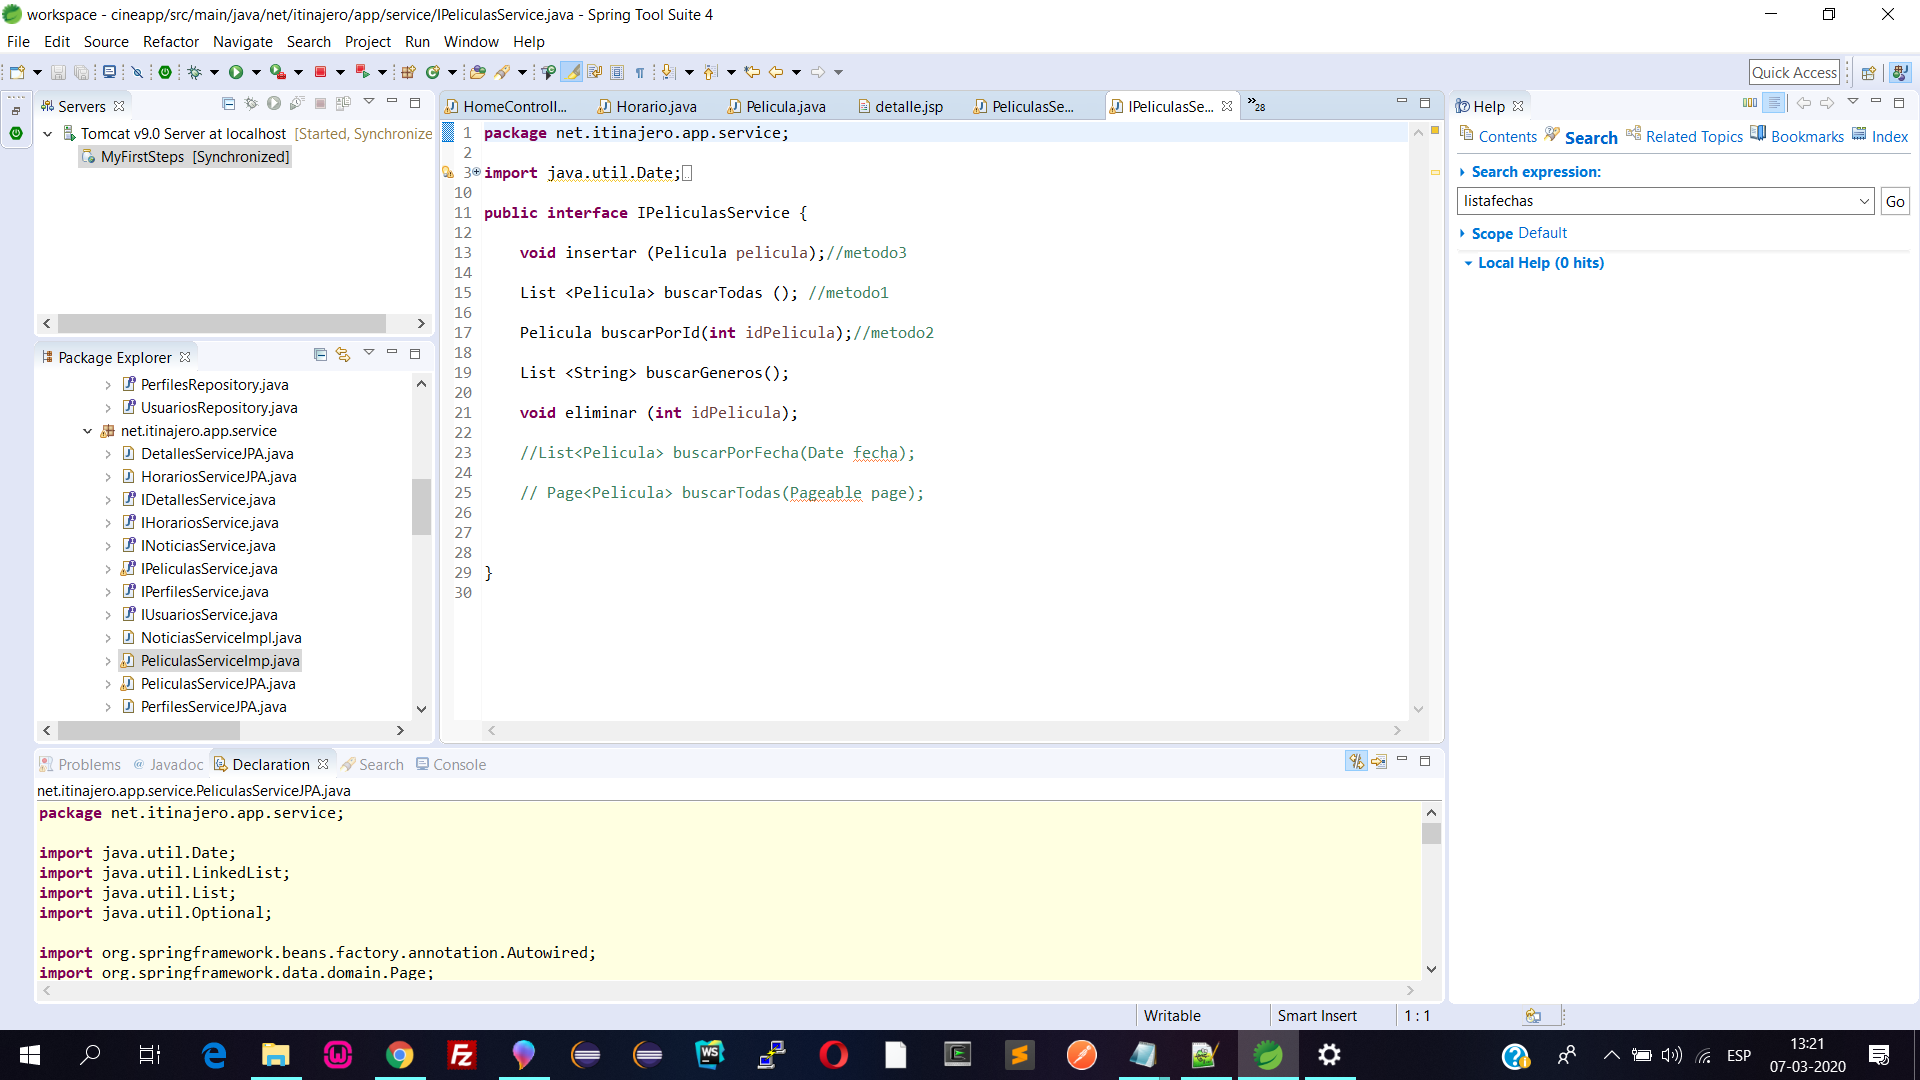 workspace - cineapp/src/main/java/net/itinajero/app/service/IPeliculasService.java - Spring Tool Suite 4
File Edit Source Refactor Navigate Search Project Run Window Help
Quick Access
Servers
Tomcat v9.0 Server at localhost [Started, Synchronize
MyFirstSteps [Synchronized]
Package Explorer
PerfilesRepository.java
UsuariosRepository.java
net.itinajero.app.service
DetallesServiceJPA.java
HorariosServiceJPA.java
IDetallesService.java
IHorariosService.java
INoticiasService.java
IPeliculasService.java
IPerfilesService.java
IUsuariosService.java
NoticiasServiceImpl.java
PeliculasServiceImp.java
PeliculasServiceJPA.java
PerfilesServiceJPA.java
HomeControll... Horario.java Pelicula.java detalle.jsp PeliculasSe... IPeliculasSe... »28
1 package net.itinajero.app.service;
2
3 import java.util.Date;
10
11 public interface IPeliculasService {
12
13 void insertar (Pelicula pelicula);//metodo3
14
15 List <Pelicula> buscarTodas (); //metodo1
16
17 Pelicula buscarPorId(int idPelicula);//metodo2
18
19 List <String> buscarGeneros();
20
21 void eliminar (int idPelicula);
22
23 //List<Pelicula> buscarPorFecha(Date fecha);
24
25 // Page<Pelicula> buscarTodas(Pageable page);
26
27
28
29 }
30
Help
Contents Search Related Topics Bookmarks Index
Search expression:
listafechas Go
Scope Default
Local Help (0 hits)
Problems @ Javadoc Declaration Search Console
net.itinajero.app.service.PeliculasServiceJPA.java
package net.itinajero.app.service;
import java.util.Date;
import java.util.LinkedList;
import java.util.List;
import java.util.Optional;
import org.springframework.beans.factory.annotation.Autowired;
import org.springframework.data.domain.Page;
Writable Smart Insert 1 : 1
ESP
13:21
07-03-2020